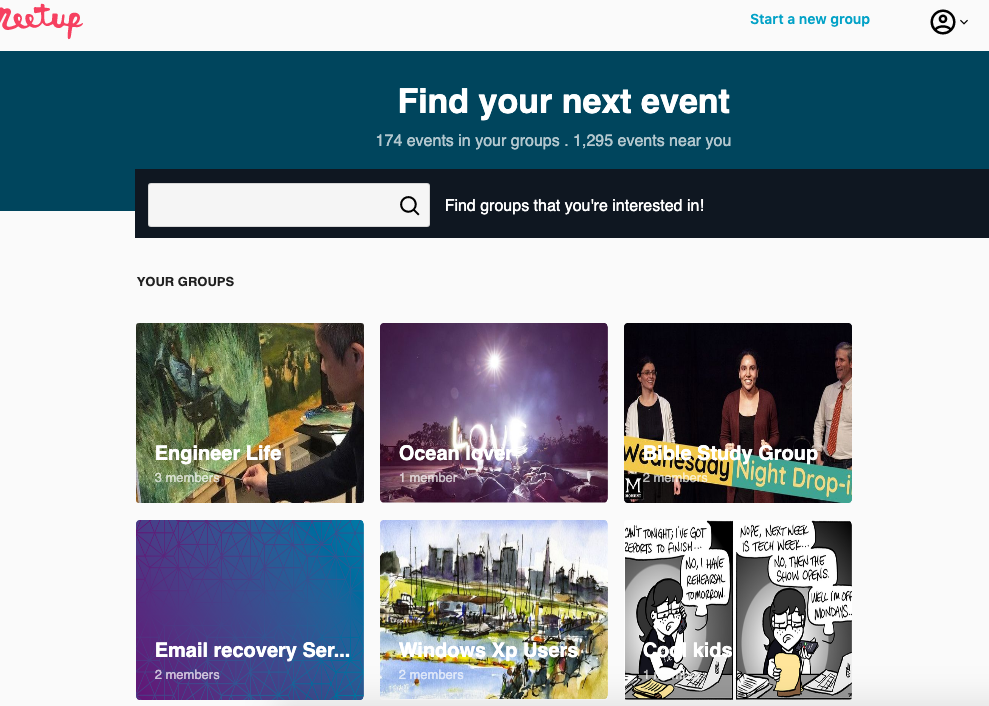 Meetup
Start a new group
Find your next event
174 events in your groups . 1,295 events near you
Find groups that you're interested in!
YOUR GROUPS
Engineer Life
3 members
LOVE
Ocean lover
1 member
Wednesday Night Drop-i
Bible Study Group
2 members
Email recovery Ser...
2 members
Windows Xp Users
2 members
CAN'T TONIGHT; I'VE GOT
REPORTS TO FINISH...
NO, I HAVE
REHEARSAL
TOMORROW.
NOPE, NEXT WEEK
IS TECH WEEK...
NO, THEN THE
SHOW OPENS.
WELL I'M OFF
MONDAYS...
Cool kids